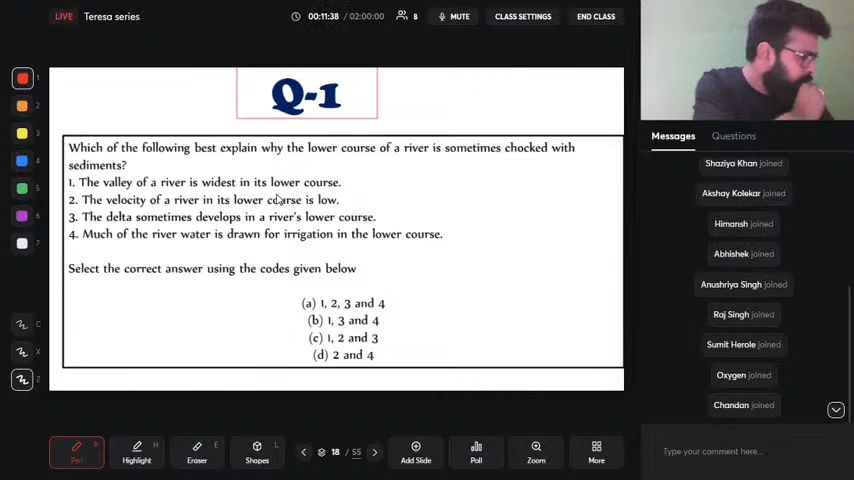 LIVE
Teresa series
00:11:38 / 02:00:00
8
MUTE
CLASS SETTINGS
END CLASS
1
2
3
4
5
6
7
C
X
Z
Q-1
Which of the following best explain why the lower course of a river is sometimes chocked with
sediments?
1. The valley of a river is widest in its lower course.
2. The velocity of a river in its lower course is low.
3. The delta sometimes develops in a river's lower course.
4. Much of the river water is drawn for irrigation in the lower course.
Select the correct answer using the codes given below
(a) 1, 2, 3 and 4
(b) 1, 3 and 4
(c) 1, 2 and 3
(d) 2 and 4
Messages
Questions
Shaziya Khan joined
Akshay Kolekar joined
Himansh joined
Abhishek joined
Anushriya Singh joined
Raj Singh joined
Sumit Herole joined
Oxygen joined
Chandan joined
Type your comment here...
Pen
H
Highlight
E
Eraser
L
Shapes
18 / 55
Add Slide
Poll
Zoom
More